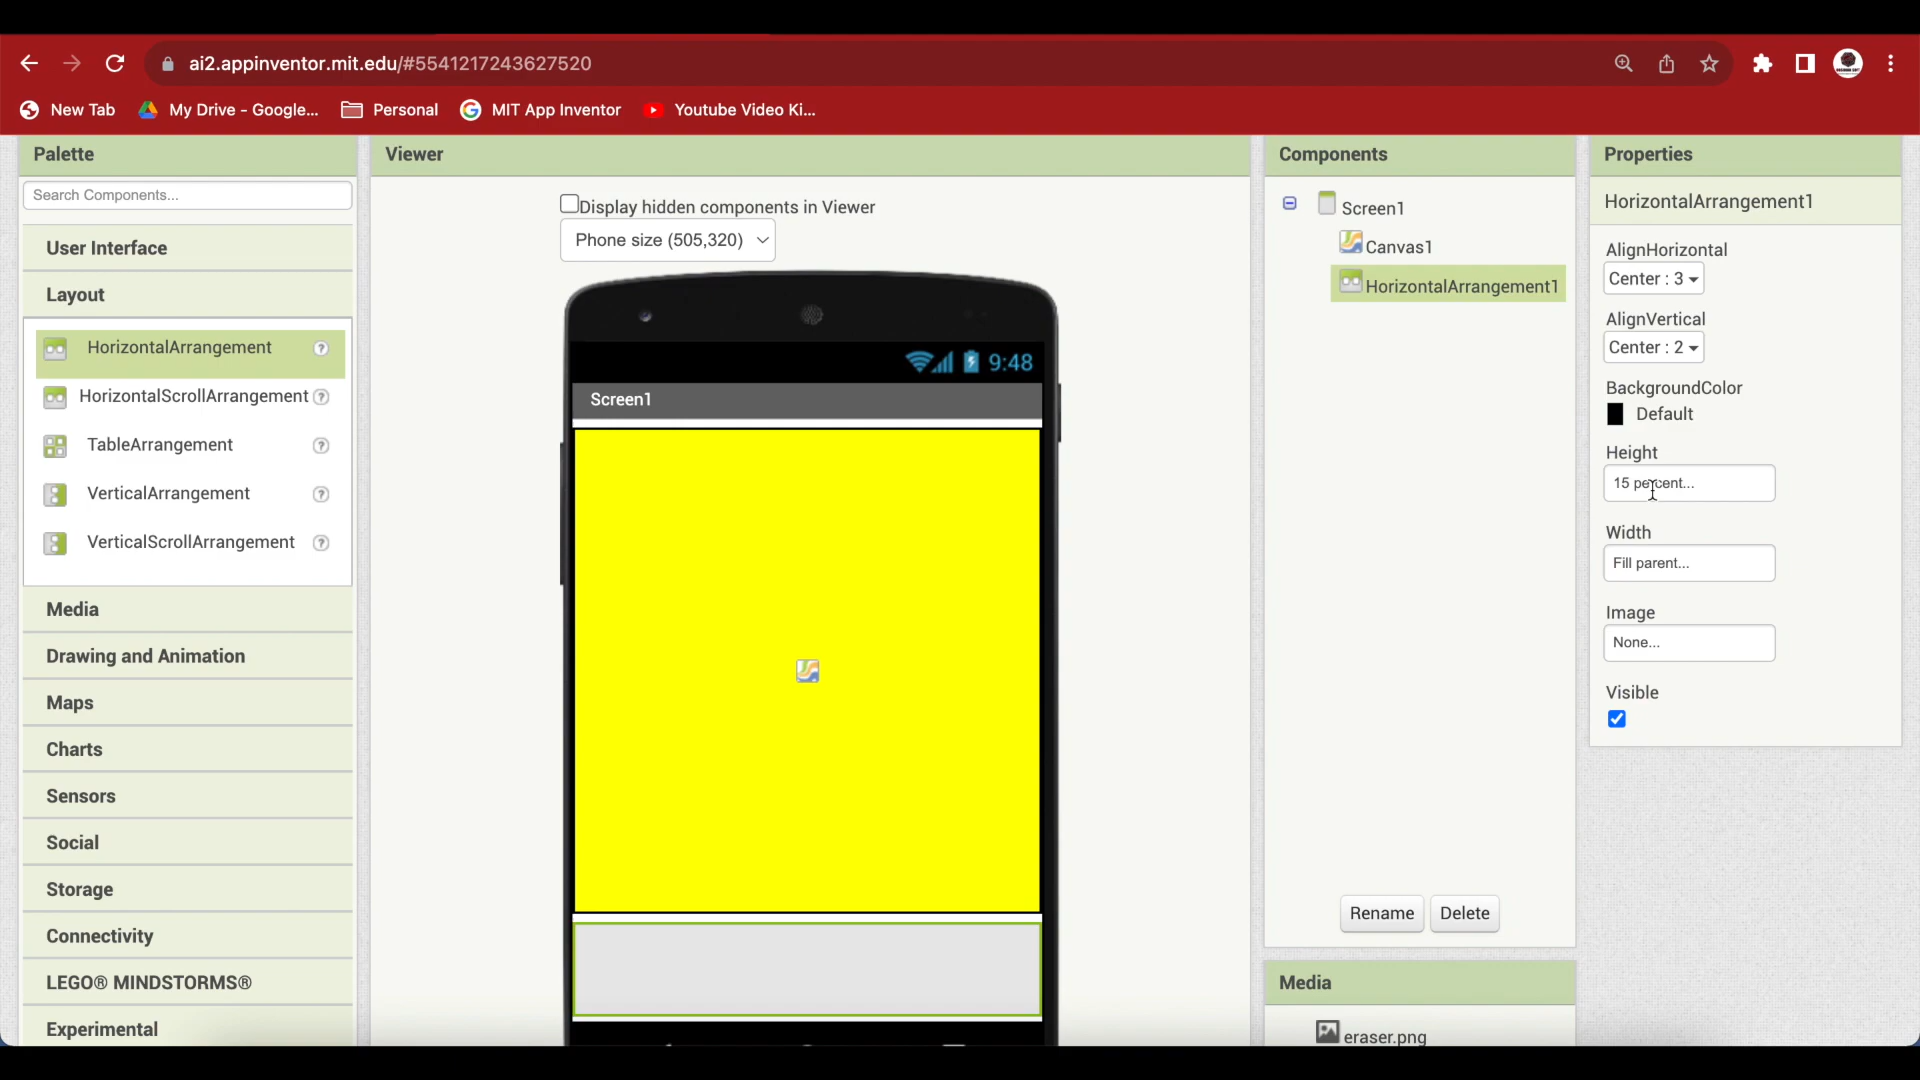 ai2.appinventor.mit.edu/#5541217243627520
New Tab
My Drive - Google...
Personal
MIT App Inventor
Youtube Video Ki...
Palette
Search Components...
User Interface
Layout
HorizontalArrangement
?
HorizontalScrollArrangement
?
TableArrangement
?
VerticalArrangement
?
VerticalScrollArrangement
?
Media
Drawing and Animation
Maps
Charts
Sensors
Social
Storage
Connectivity
LEGO® MINDSTORMS®
Experimental
Viewer
Display hidden components in Viewer
Phone size (505,320)
9:48
Screen1
Components
Screen1
Canvas1
HorizontalArrangement1
Rename
Delete
Media
eraser.png
Properties
HorizontalArrangement1
AlignHorizontal
Center : 3
AlignVertical
Center : 2
BackgroundColor
Default
Height
15 percent...
Width
Fill parent...
Image
None...
Visible